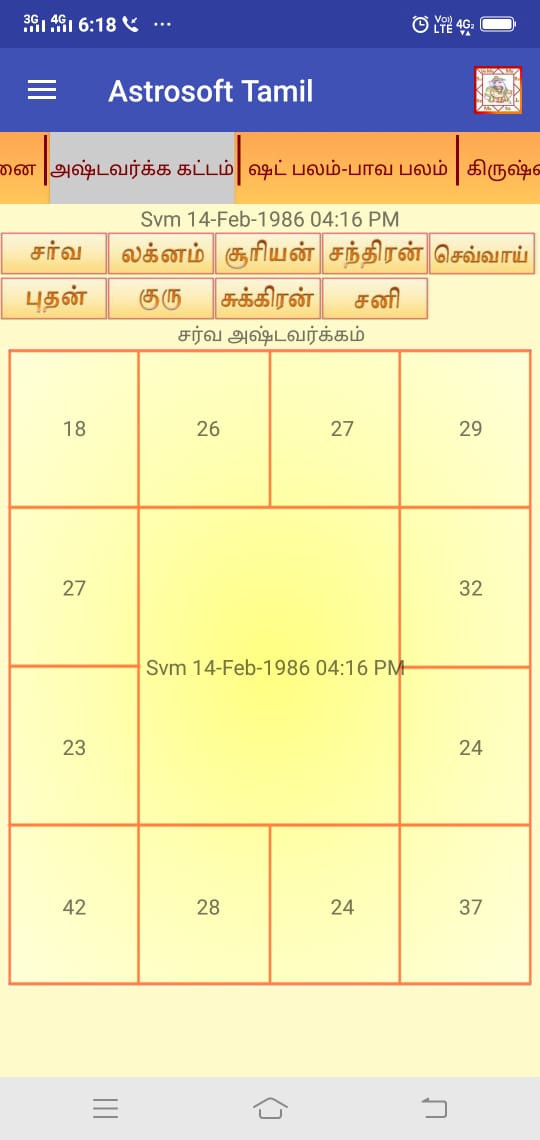 3G 4G 6:18 ... Vo)) LTE 4G2
Astrosoft Tamil
னை அஷ்டவர்க்க கட்டம் ஷட் பலம்-பாவ பலம்
Svm 14-Feb-1986 04:16 PM
சர்வ லக்னம் சூரியன் சந்திரன் செவ்வாய்
புதன் குரு சுக்கிரன் சனி
சர்வ அஷ்டவர்க்கம்
18 26 27 29
27 32
Svm 14-Feb-1986 04:16 PM
23 24
42 28 24 37